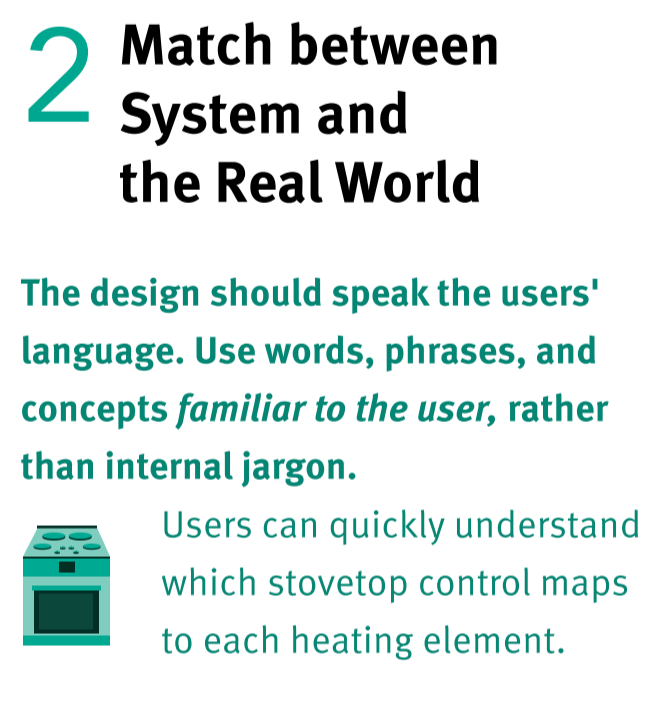 2
Match between
System and
the Real World
The design should speak the users'
language. Use words, phrases, and
concepts familiar to the user, rather
than internal jargon.
Users can quickly understand
which stovetop control maps
to each heating element.